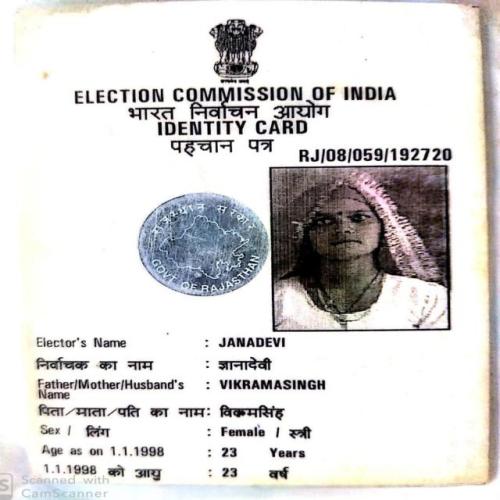 ELECTION COMMISSION OF INDIA
भारत निर्वाचन आयोग
IDENTITY CARD
पहचान पत्र
RJ/08/059/192720
राजस्थान सरकार
GOVT OF RAJASTHAN
Elector's Name : JANADEVI
निर्वाचक का नाम : ज्ञानादेवी
Father/Mother/Husband's : VIKRAMASINGH
Name
पिता/माता/पति का नाम: विक्रमसिंह
Sex / लिंग : Female / स्त्री
Age as on 1.1.1998 : 23 Years
1.1.1998 को आयु : 23 वर्ष
Scanned with
CamScanner